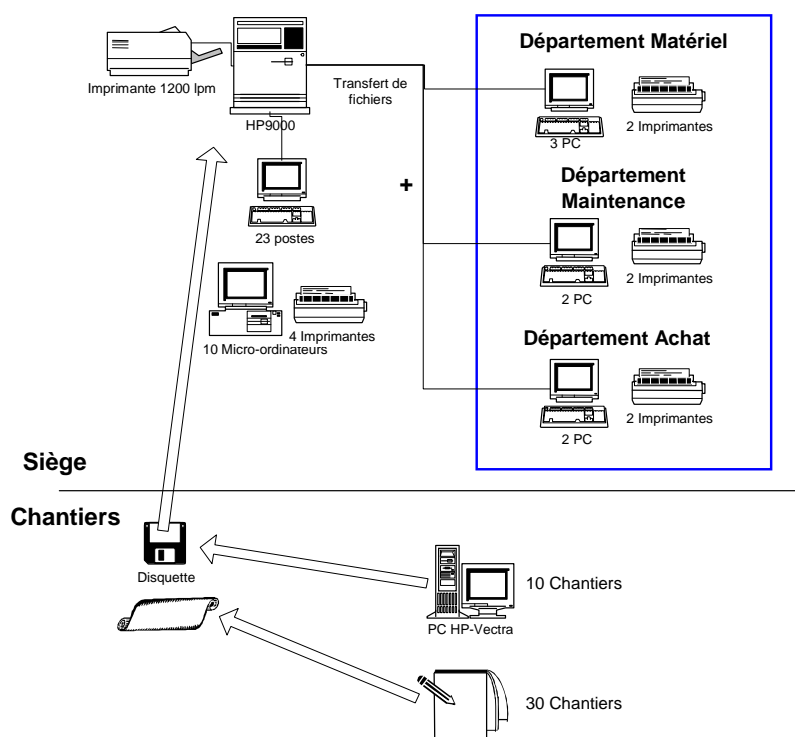 Département Matériel
Imprimante 1200 lpm
HP9000
Transfert de
fichiers
3 PC
2 Imprimantes
+
Département
Maintenance
23 postes
2 PC
2 Imprimantes
10 Micro-ordinateurs
4 Imprimantes
Département Achat
2 PC
2 Imprimantes
Siège
Chantiers
Disquette
PC HP-Vectra
10 Chantiers
30 Chantiers